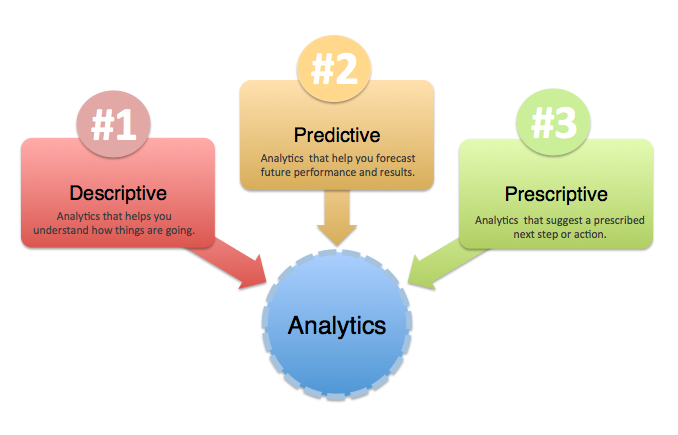 #1
Descriptive
Analytics that helps you
understand how things are going.
#2
Predictive
Analytics that help you forecast
future performance and results.
#3
Prescriptive
Analytics that suggest a prescribed
next step or action.
Analytics